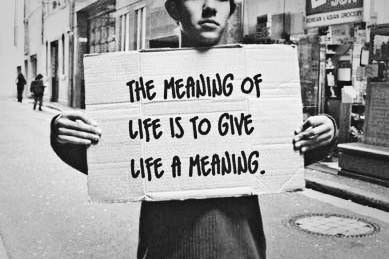 THE MEANING OF
LIFE IS TO GIVE
LIFE A MEANING.